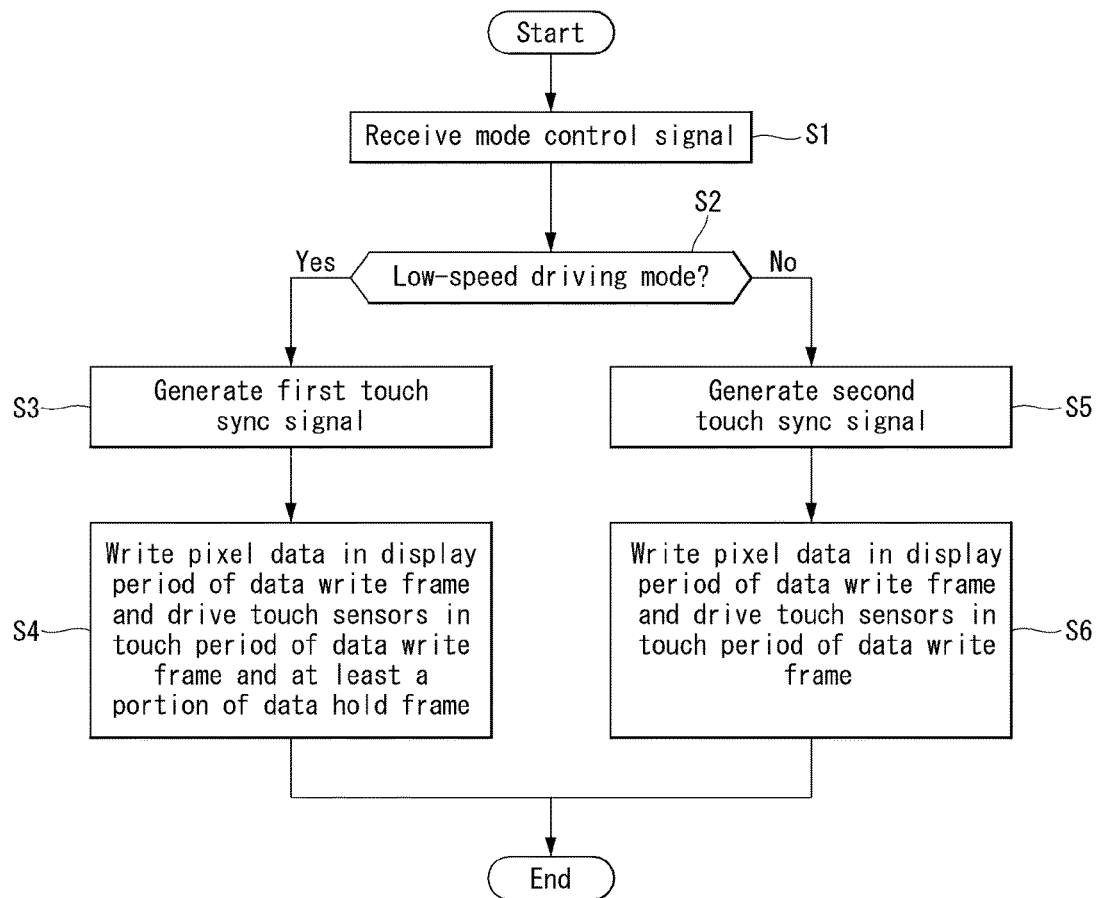 Start
Receive mode control signal
S1
S2
Low-speed driving mode?
Yes
No
Generate first touch
sync signal
S3
Generate second
touch sync signal
S5
Write pixel data in display
period of data write frame
and drive touch sensors in
touch period of data write
frame and at least a
portion of data hold frame
S4
Write pixel data in display
period of data write frame
and drive touch sensors in
touch period of data write
frame
S6
End